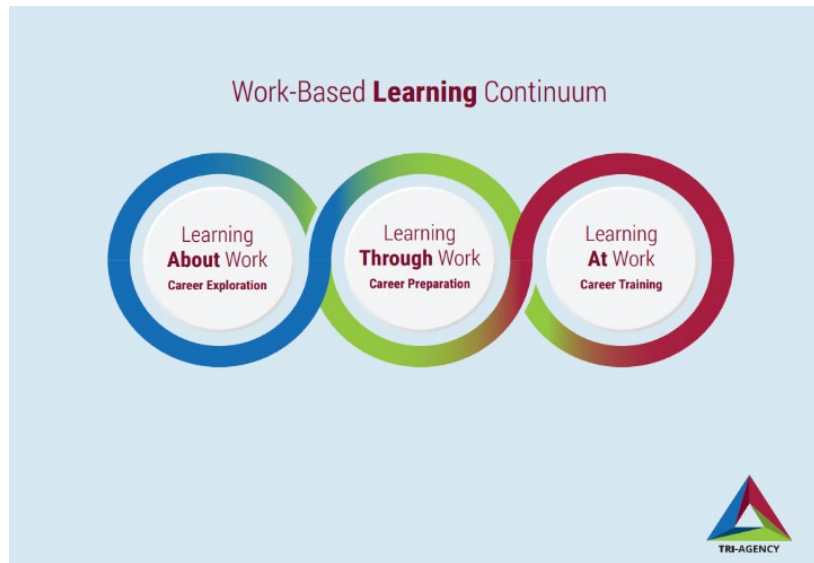 Work-Based Learning Continuum
Learning
About Work
Career Exploration
Learning
Through Work
Career Preparation
Learning
At Work
Career Training
TRI-AGENCY